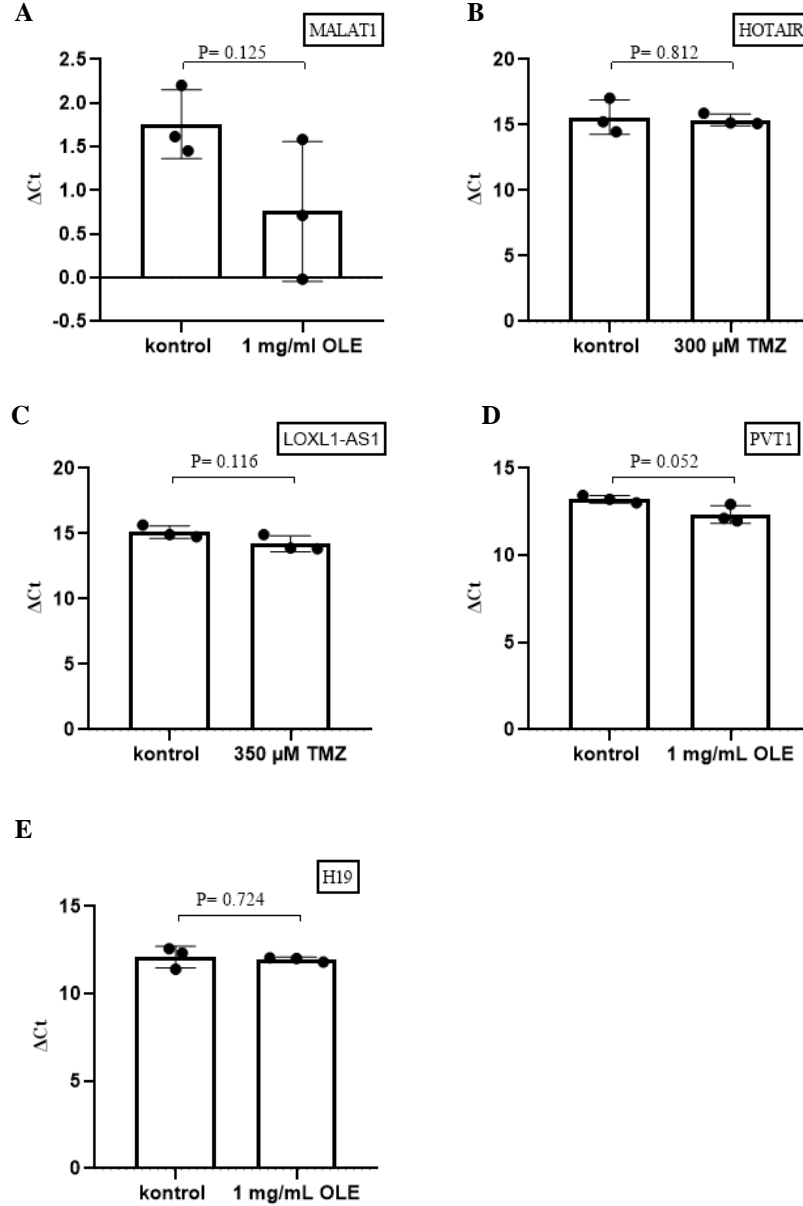 A
MALAT1
P= 0.125
2.5
2.0
1.5
1.0
0.5
0.0
-0.5
ΔCt
kontrol
1 mg/ml OLE
B
HOTAIR
P= 0.812
20
15
10
5
0
ΔCt
kontrol
300 µM TMZ
C
LOXL1-AS1
P= 0.116
20
15
10
5
0
ΔCt
kontrol
350 µM TMZ
D
PVT1
P= 0.052
15
10
5
0
ΔCt
kontrol
1 mg/mL OLE
E
H19
P= 0.724
15
10
5
0
ΔCt
kontrol
1 mg/mL OLE